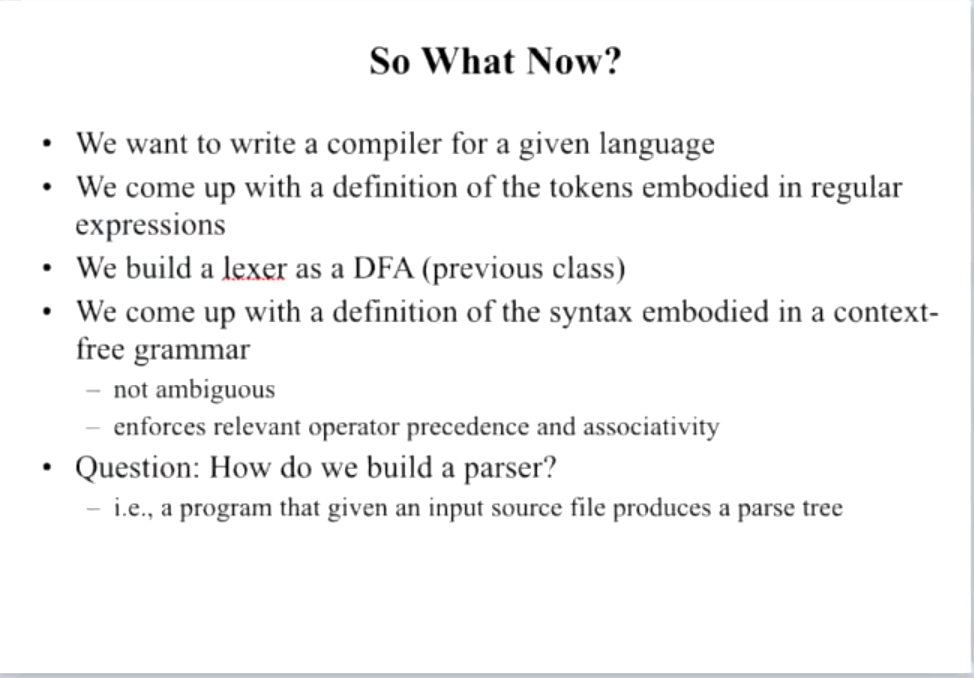 So What Now?
• We want to write a compiler for a given language
• We come up with a definition of the tokens embodied in regular
expressions
• We build a lexer as a DFA (previous class)
• We come up with a definition of the syntax embodied in a context-
free grammar
– not ambiguous
– enforces relevant operator precedence and associativity
• Question: How do we build a parser?
– i.e., a program that given an input source file produces a parse tree